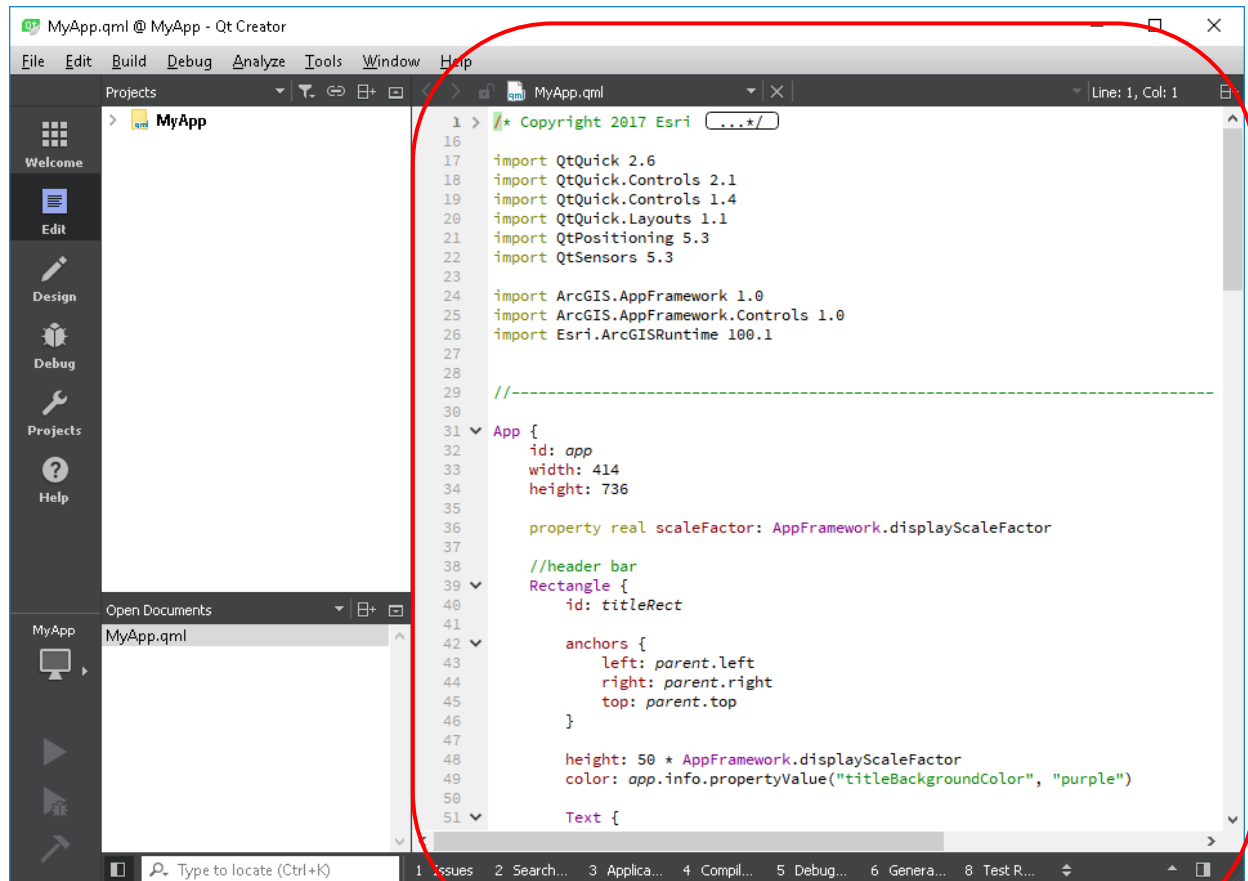 MyApp.qml @ MyApp - Qt Creator
File Edit Build Debug Analyze Tools Window Help
Projects
MyApp
Welcome
Edit
Design
Debug
Projects
Help
MyApp
Open Documents
MyApp.qml
MyApp.qml Line: 1, Col: 1
1 /* Copyright 2017 Esri ...*/
16
17 import QtQuick 2.6
18 import QtQuick.Controls 2.1
19 import QtQuick.Controls 1.4
20 import QtQuick.Layouts 1.1
21 import QtPositioning 5.3
22 import QtSensors 5.3
23
24 import ArcGIS.AppFramework 1.0
25 import ArcGIS.AppFramework.Controls 1.0
26 import Esri.ArcGISRuntime 100.1
27
28
29 //------------------------------------------------------------------------------
30
31 App {
32     id: app
33     width: 414
34     height: 736
35
36     property real scaleFactor: AppFramework.displayScaleFactor
37
38     //header bar
39     Rectangle {
40         id: titleRect
41
42         anchors {
43             left: parent.left
44             right: parent.right
45             top: parent.top
46         }
47
48         height: 50 * AppFramework.displayScaleFactor
49         color: app.info.propertyValue("titleBackgroundColor", "purple")
50
51         Text {
Type to locate (Ctrl+K) 1 Issues 2 Search... 3 Applica... 4 Compil... 5 Debug... 6 Genera... 8 Test R...